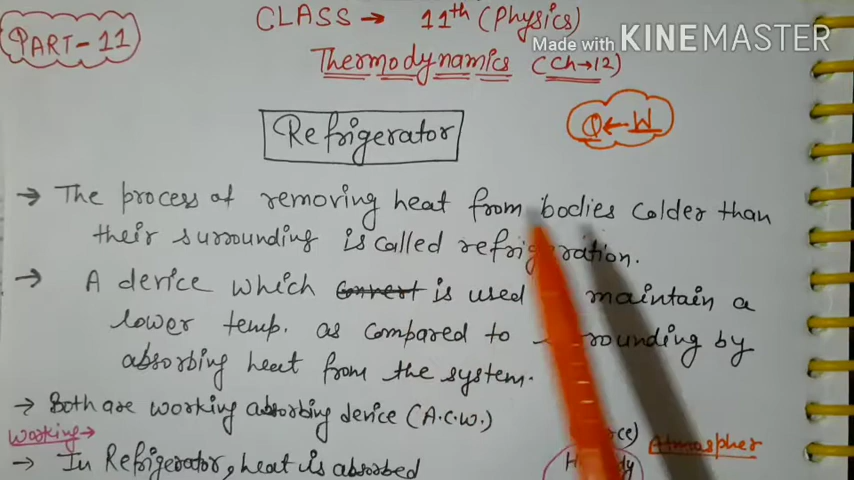 PART-11
CLASS → 11th (Physics)
Made with KINEMASTER
Thermodynamics (Ch→12)
Refrigerator
Q ← W
→ The process of removing heat from bodies colder than
their surrounding is called refrigeration.
→ A device which convert is used maintain a
lower temp. as compared to surrounding by
absorbing heat from the system.
→ Both are working absorbing device (A.C.W.)
Working→
Atmospher
→ In Refrigerator, heat is absorbed